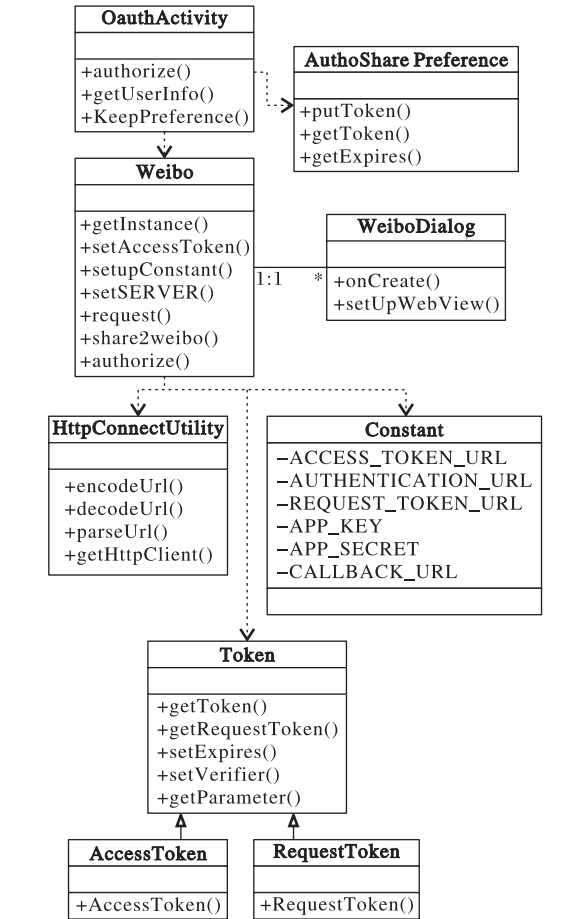 OauthActivity
+authorize()
+getUserInfo()
+KeepPreference()
AuthoShare Preference
+putToken()
+getToken()
+getExpires()
Weibo
+getInstance()
+setAccessToken()
+setupConstant()
+setSERVER()
+request()
+share2weibo()
+authorize()
1:1 *
WeiboDialog
+onCreate()
+setUpWebView()
HttpConnectUtility
+encodeUrl()
+decodeUrl()
+parseUrl()
+getHttpClient()
Constant
−ACCESS_TOKEN_URL
−AUTHENTICATION_URL
−REQUEST_TOKEN_URL
−APP_KEY
−APP_SECRET
−CALLBACK_URL
Token
+getToken()
+getRequestToken()
+setExpires()
+setVerifier()
+getParameter()
AccessToken
+AccessToken()
RequestToken
+RequestToken()